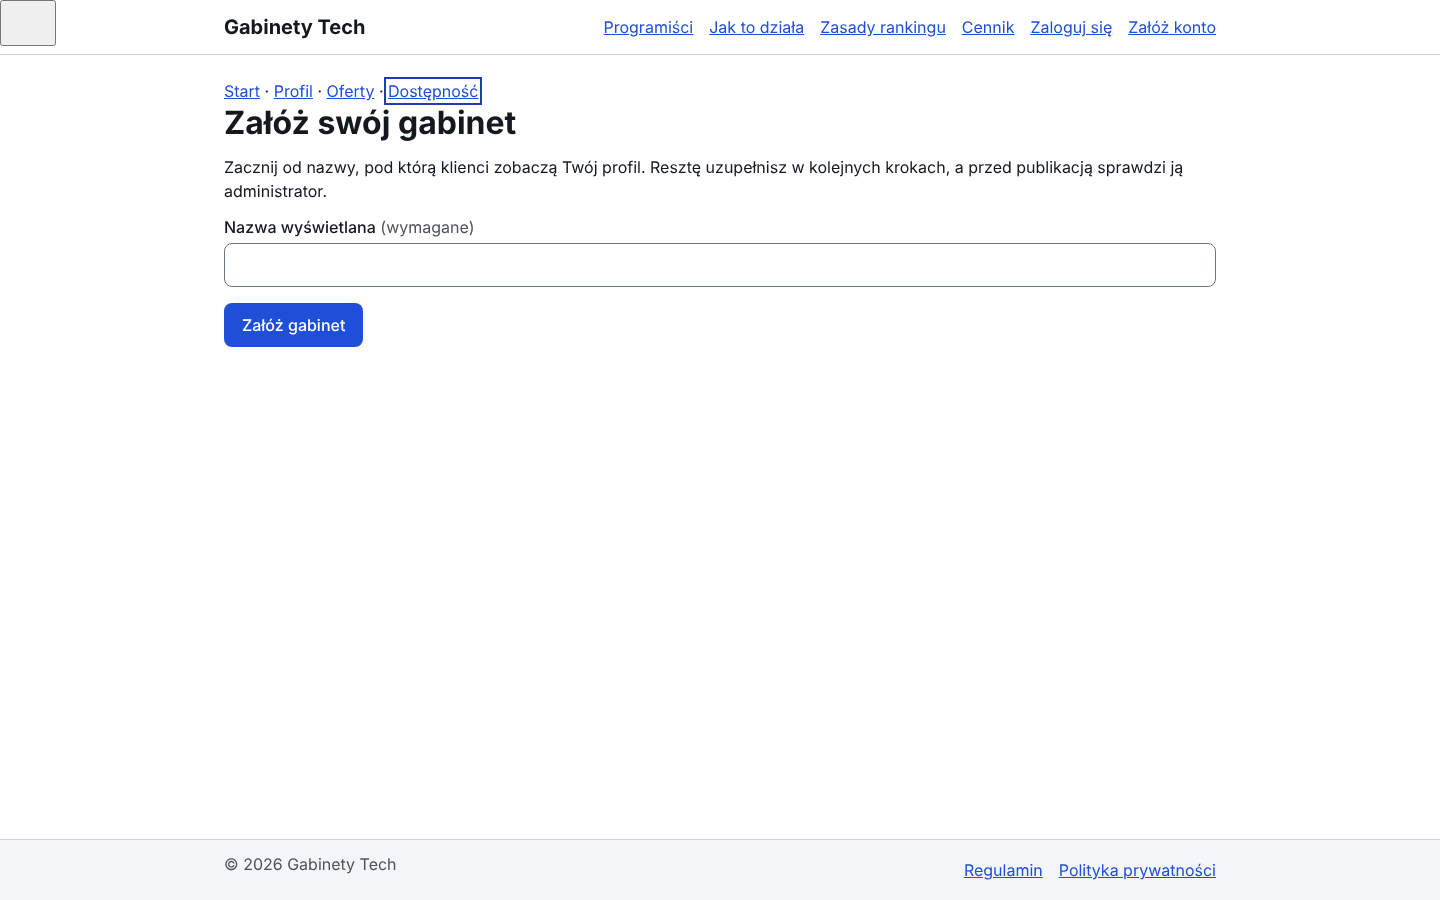 Gabinety Tech
Programiści Jak to działa Zasady rankingu Cennik Zaloguj się Załóż konto
Start · Profil · Oferty · Dostępność
Załóż swój gabinet
Zacznij od nazwy, pod którą klienci zobaczą Twój profil. Resztę uzupełnisz w kolejnych krokach, a przed publikacją sprawdzi ją
administrator.
Nazwa wyświetlana (wymagane)
Załóż gabinet
© 2026 Gabinety Tech
Regulamin Polityka prywatności